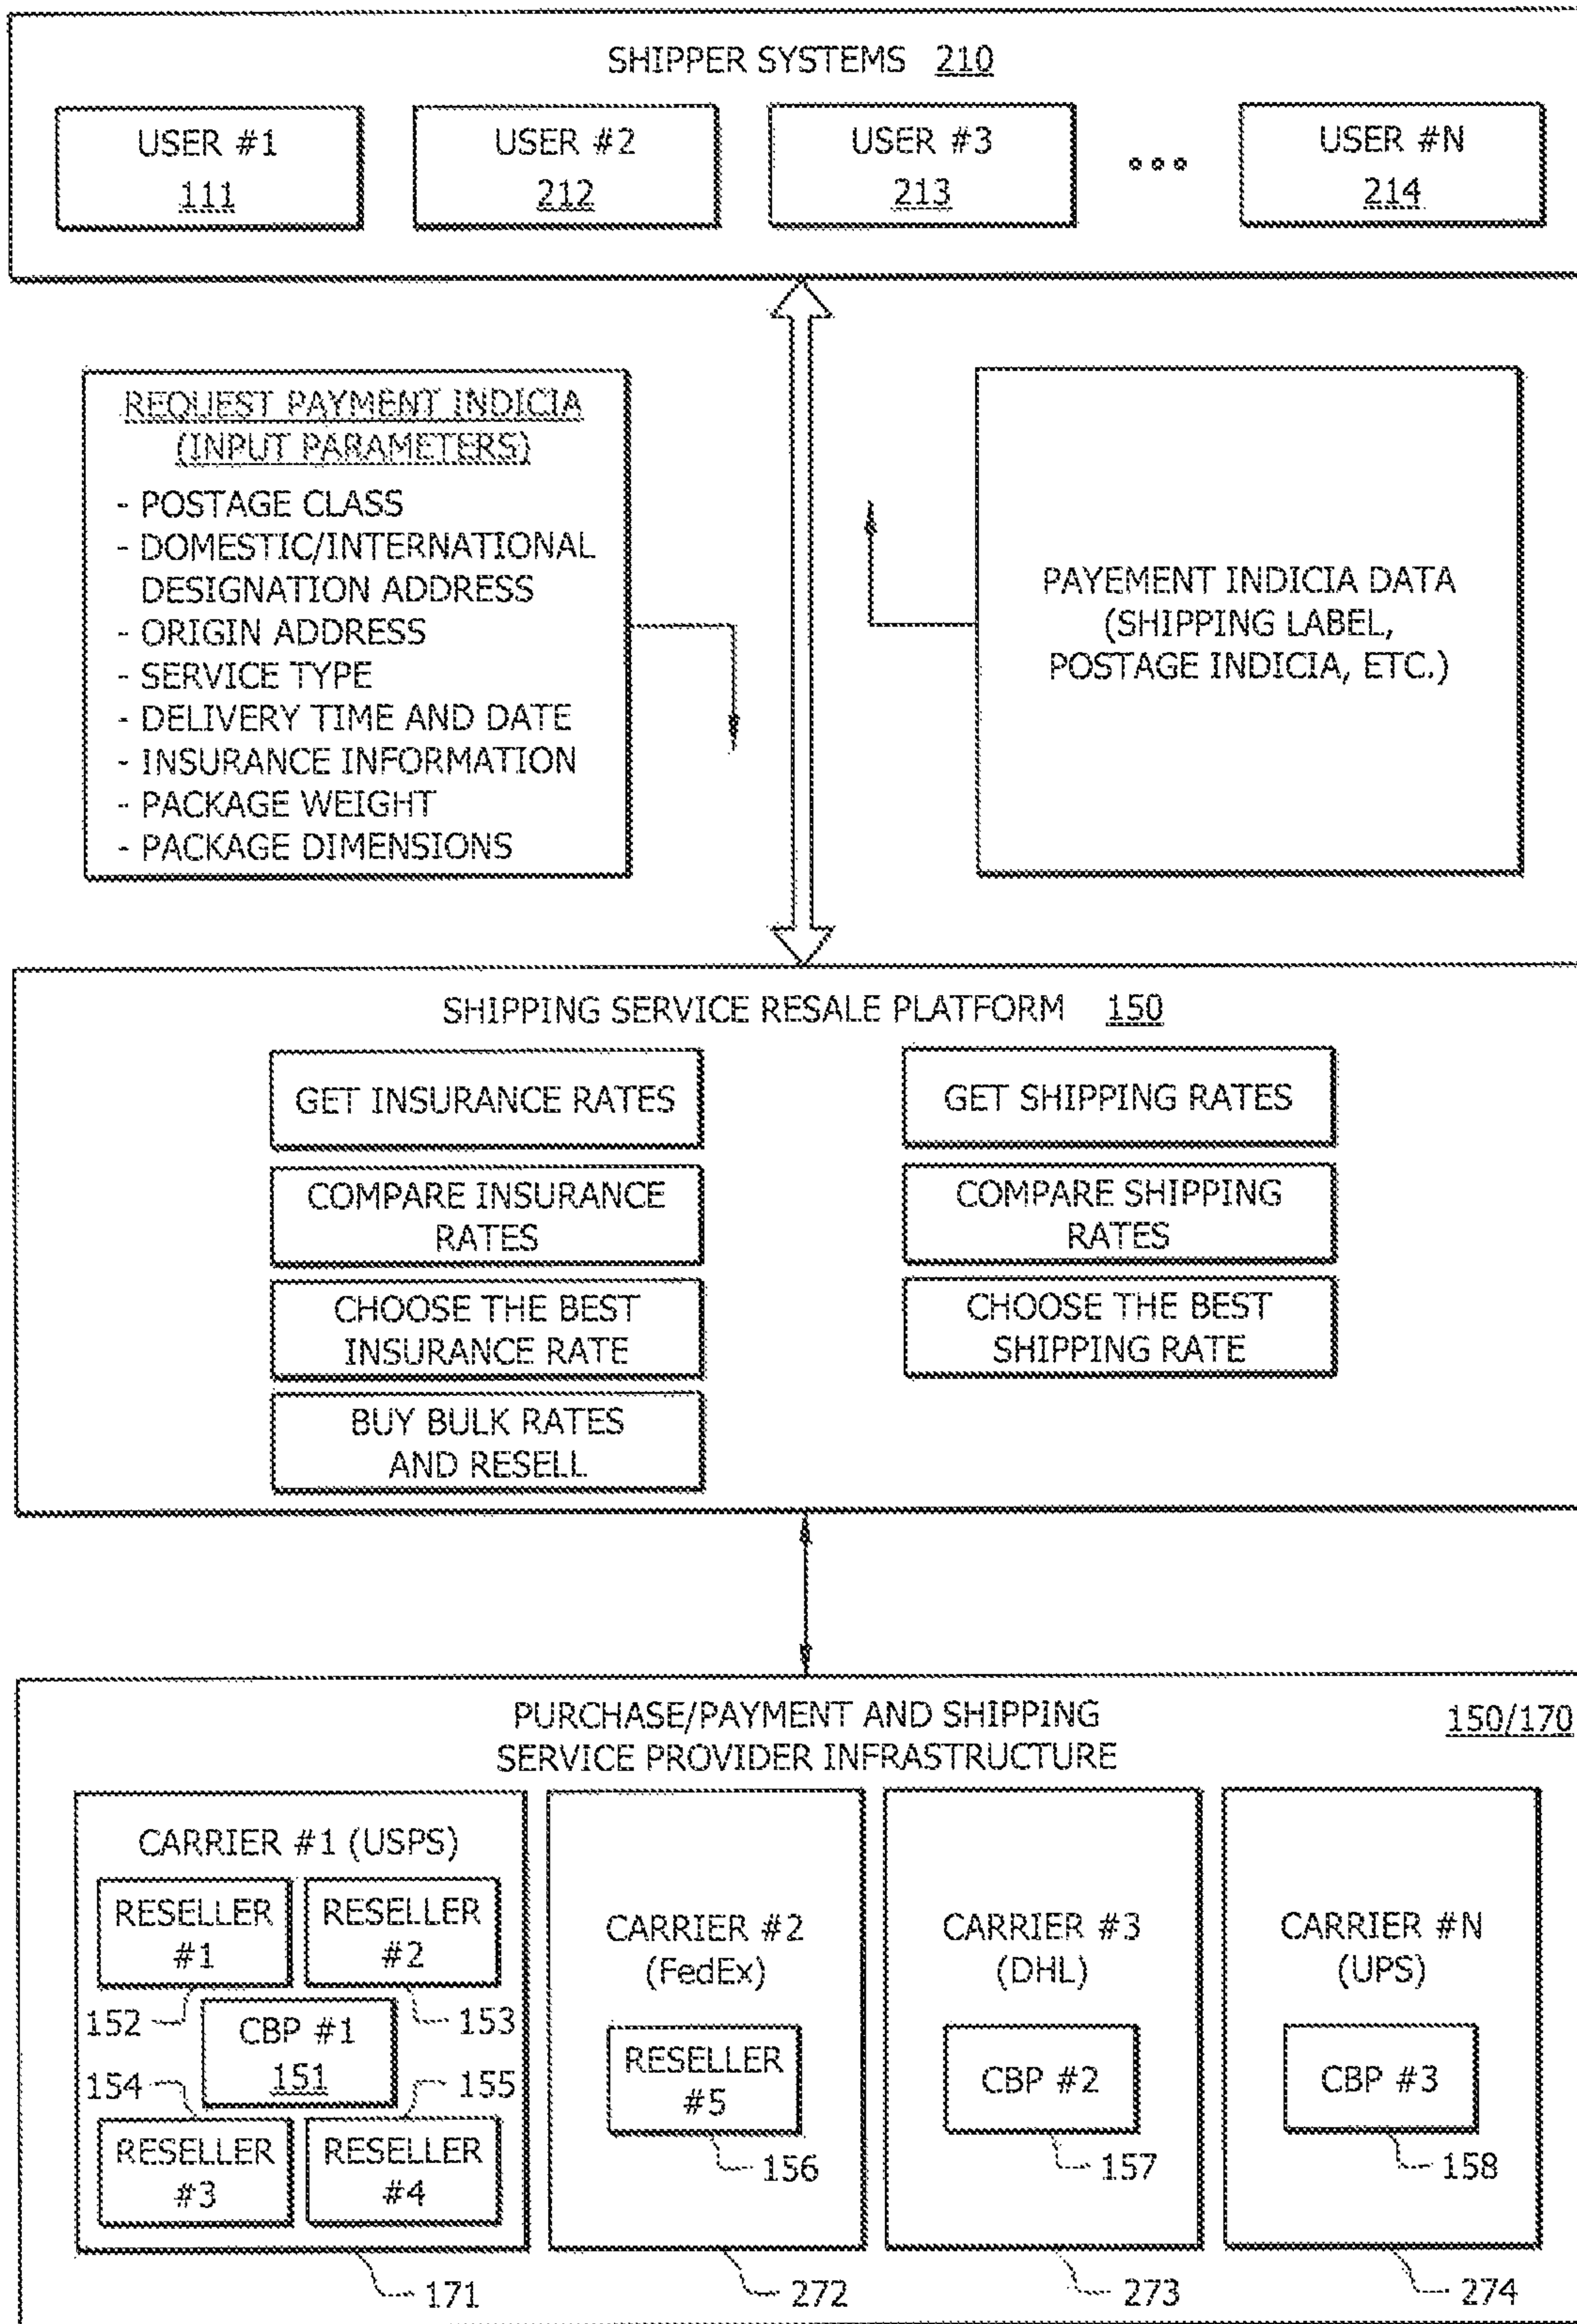 SHIPPER SYSTEMS 210
USER #1
111
USER #2
212
USER #3
213
USER #N
214
REQUEST PAYMENT INDICIA
(INPUT PARAMETERS)
- POSTAGE CLASS
- DOMESTIC/INTERNATIONAL
DESIGNATION ADDRESS
- ORIGIN ADDRESS
- SERVICE TYPE
- DELIVERY TIME AND DATE
- INSURANCE INFORMATION
- PACKAGE WEIGHT
- PACKAGE DIMENSIONS
PAYEMENT INDICIA DATA
(SHIPPING LABEL,
POSTAGE INDICIA, ETC.)
SHIPPING SERVICE RESALE PLATFORM 150
GET INSURANCE RATES
COMPARE INSURANCE
RATES
CHOOSE THE BEST
INSURANCE RATE
BUY BULK RATES
AND RESELL
GET SHIPPING RATES
COMPARE SHIPPING
RATES
CHOOSE THE BEST
SHIPPING RATE
PURCHASE/PAYMENT AND SHIPPING
SERVICE PROVIDER INFRASTRUCTURE
150/170
CARRIER #1 (USPS)
RESELLER
#1
RESELLER
#2
152
CBP #1
151
153
154
155
RESELLER
#3
RESELLER
#4
171
CARRIER #2
(FedEx)
RESELLER
#5
156
272
CARRIER #3
(DHL)
CBP #2
157
273
CARRIER #N
(UPS)
CBP #3
158
274